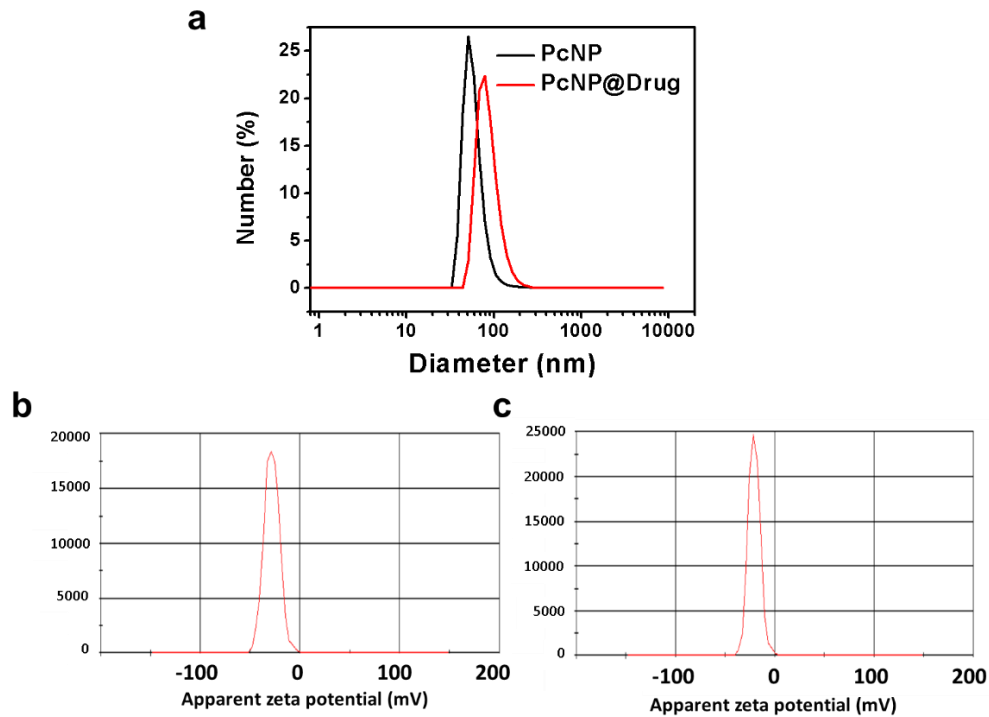 a
25
20
15
10
5
0
Number (%)
PcNP
PcNP@Drug
1 10 100 1000 10000
Diameter (nm)
b
20000
15000
10000
5000
0
-100 0 100 200
Apparent zeta potential (mV)
c
25000
20000
15000
10000
5000
0
-100 0 100 200
Apparent zeta potential (mV)